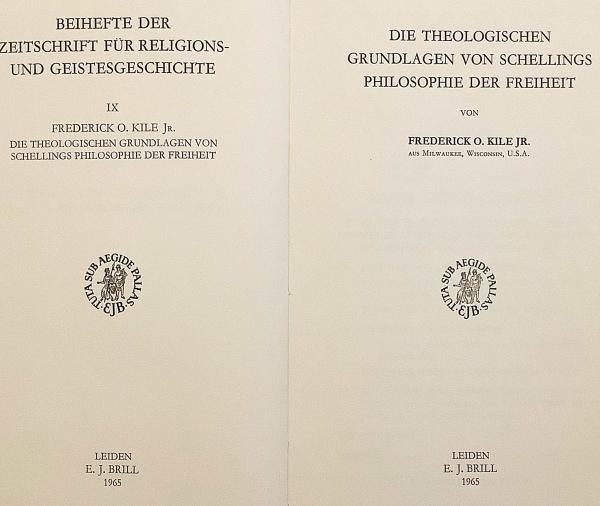 BEIHEFTE DER
ZEITSCRIFT FÜR RELIGIONS-
UND GEISTESGESCHICHTE
IX
FREDERICK O. KILE JR.
DIE THEOLOGISCHEN GRUNDLAGEN VON
SCHELLINGS PHILOSOPHIE DER FREIHEIT
TUTA SUB AEGIDE PALLAS
·EJB·
LEIDEN
E. J. BRILL
1965
DIE THEOLOGISCHEN
GRUNDLAGEN VON SCHELLINGS
PHILOSOPHIE DER FREIHEIT
VON
FREDERICK O. KILE JR.
AUS MILWAUKEE, WISCONSIN, U.S.A.
TUTA SUB AEGIDE PALLAS
·EJB·
LEIDEN
E. J. BRILL
1965